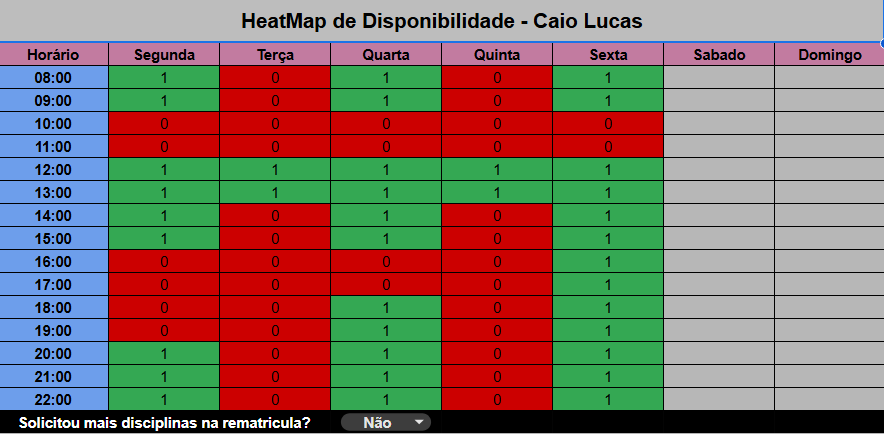 HeatMap de Disponibilidade - Caio Lucas
Horário Segunda Terça Quarta Quinta Sexta Sabado Domingo
08:00 1 0 1 0 1
09:00 1 0 1 0 1
10:00 0 0 0 0 0
11:00 0 0 0 0 0
12:00 1 1 1 1 1
13:00 1 1 1 1 1
14:00 1 0 1 0 1
15:00 1 0 1 0 1
16:00 0 0 0 0 1
17:00 0 0 0 0 1
18:00 0 0 1 0 1
19:00 0 0 1 0 1
20:00 1 0 1 0 1
21:00 1 0 1 0 1
22:00 1 0 1 0 1
Solicitou mais disciplinas na rematricula? Não